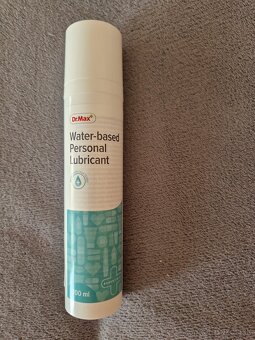 Dr.Max+
Water-based
Personal
Lubricant
100 ml